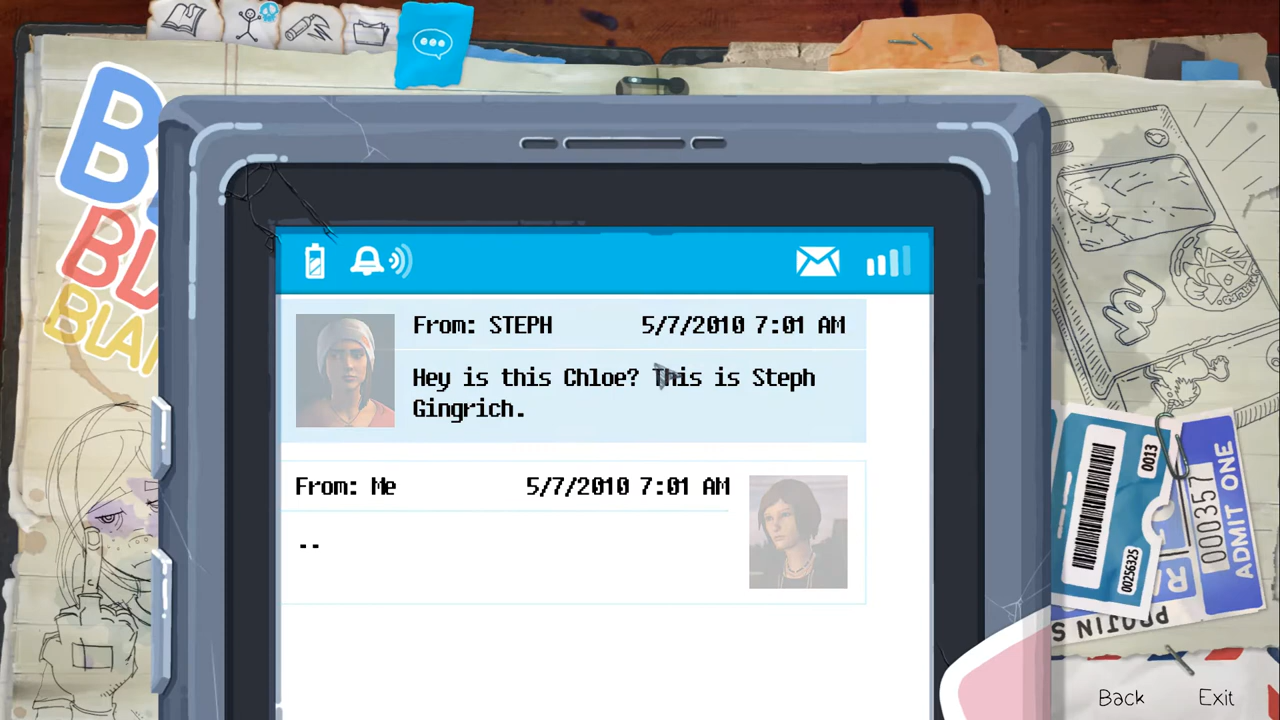 From: STEPH 5/7/2010 7:01 AM
Hey is this Chloe? This is Steph
Gingrich.
From: Me 5/7/2010 7:01 AM
--
0013
00256325
000357
ADMIT ONE
Back Exit